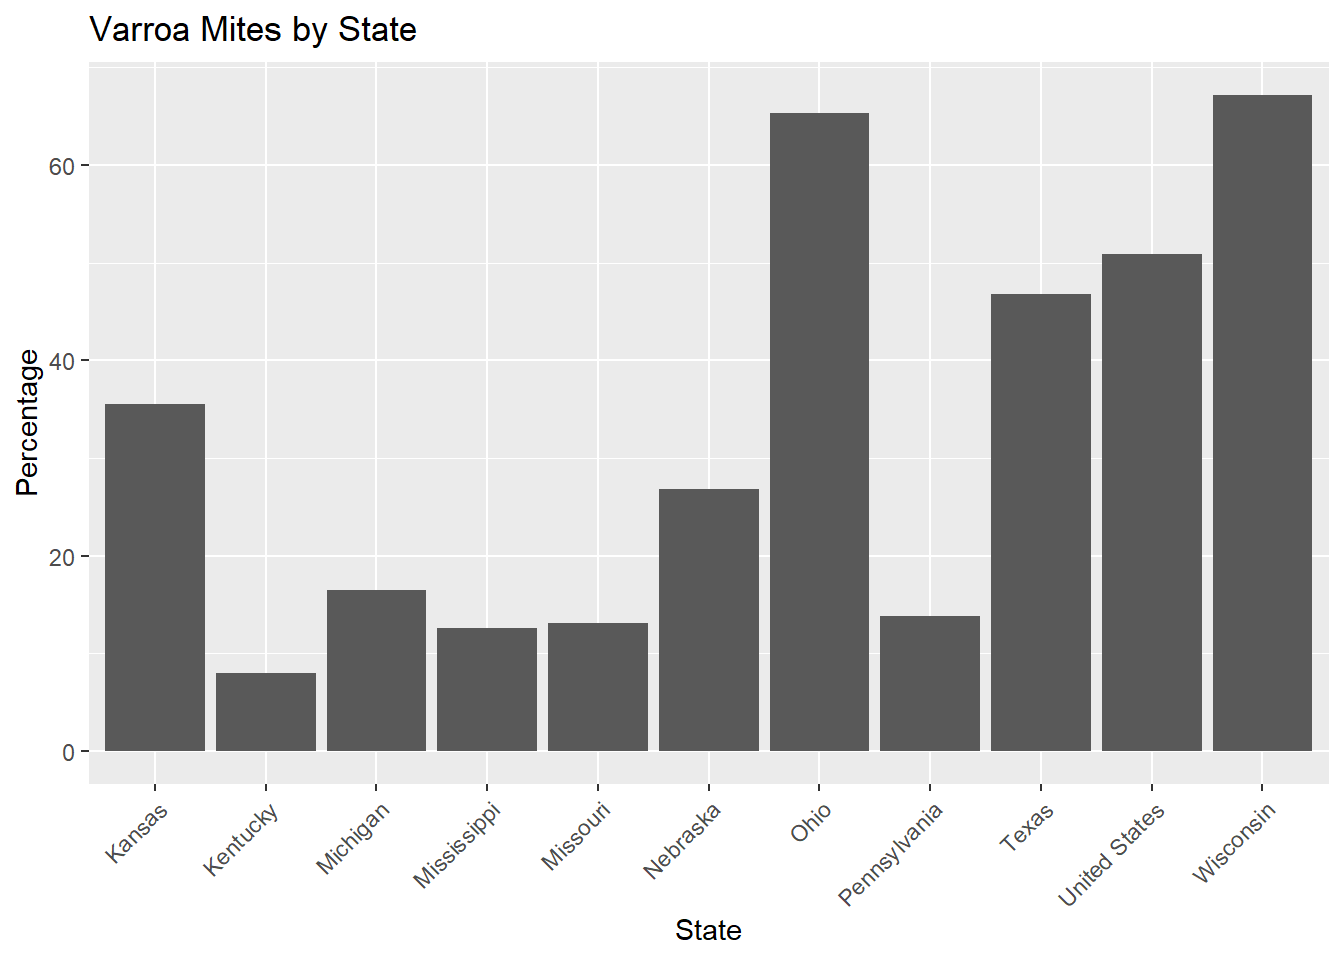 Varroa Mites by State
Percentage
60
40
20
0
Kansas
Kentucky
Michigan
Mississippi
Missouri
Nebraska
Ohio
Pennsylvania
Texas
United States
Wisconsin
State